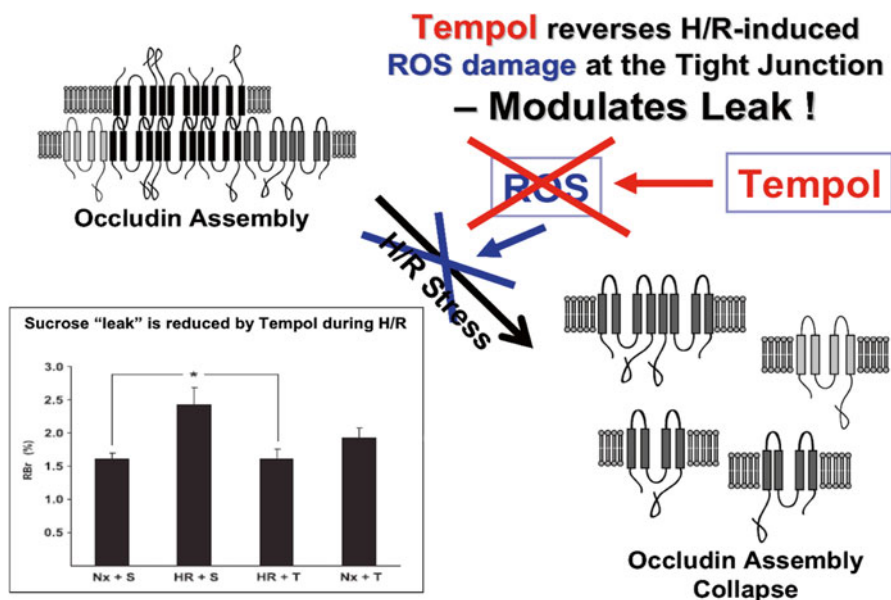 Tempol reverses H/R-induced
ROS damage at the Tight Junction
– Modulates Leak !
Occludin Assembly
ROS
Tempol
H/R Stress
Sucrose “leak” is reduced by Tempol during H/R
*
RBr (%)
3.0
2.5
2.0
1.5
1.0
0.5
Nx + S HR + S HR + T Nx + T
Occludin Assembly
Collapse